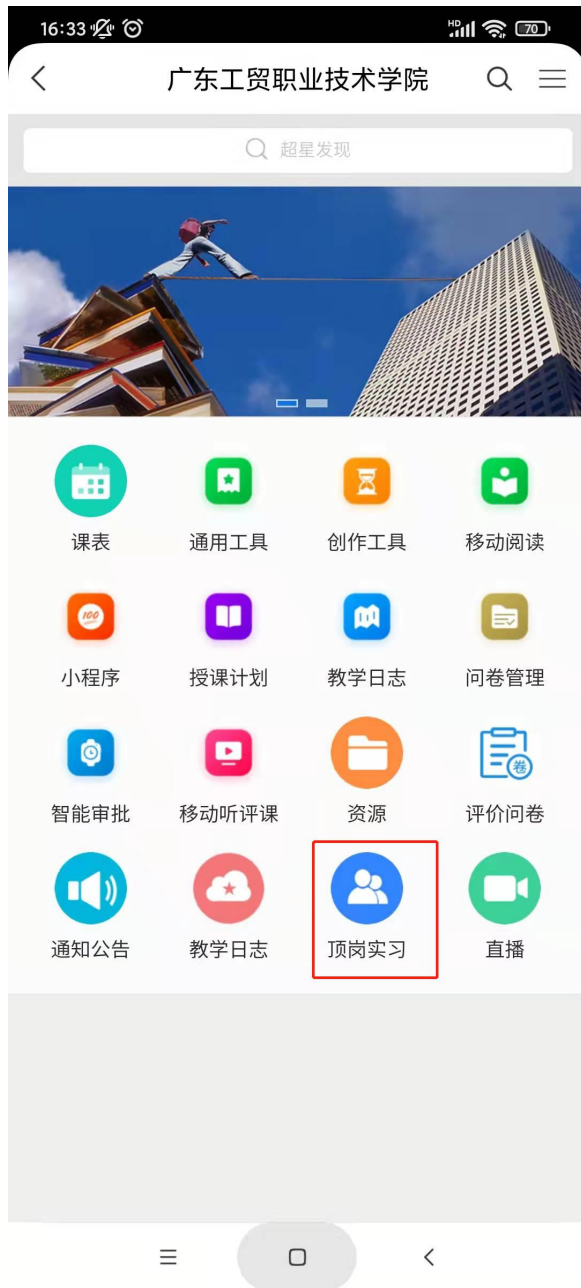 16:33
HD
70
广东工贸职业技术学院
超星发现
课表
通用工具
创作工具
移动阅读
100
小程序
授课计划
教学日志
问卷管理
智能审批
移动听评课
资源
卷
评价问卷
通知公告
教学日志
顶岗实习
直播